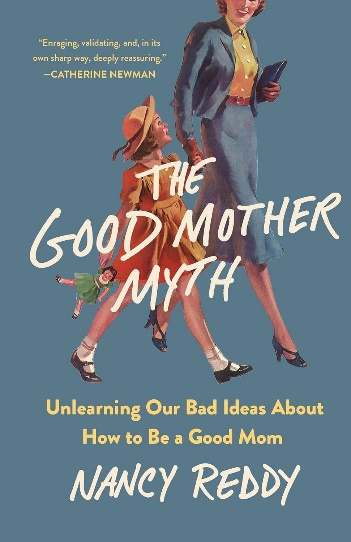 “Enraging, validating, and, in its
own sharp way, deeply reassuring.”
—CATHERINE NEWMAN
THE
GOOD MOTHER
MYTH
Unlearning Our Bad Ideas About
How to Be a Good Mom
NANCY REDDY